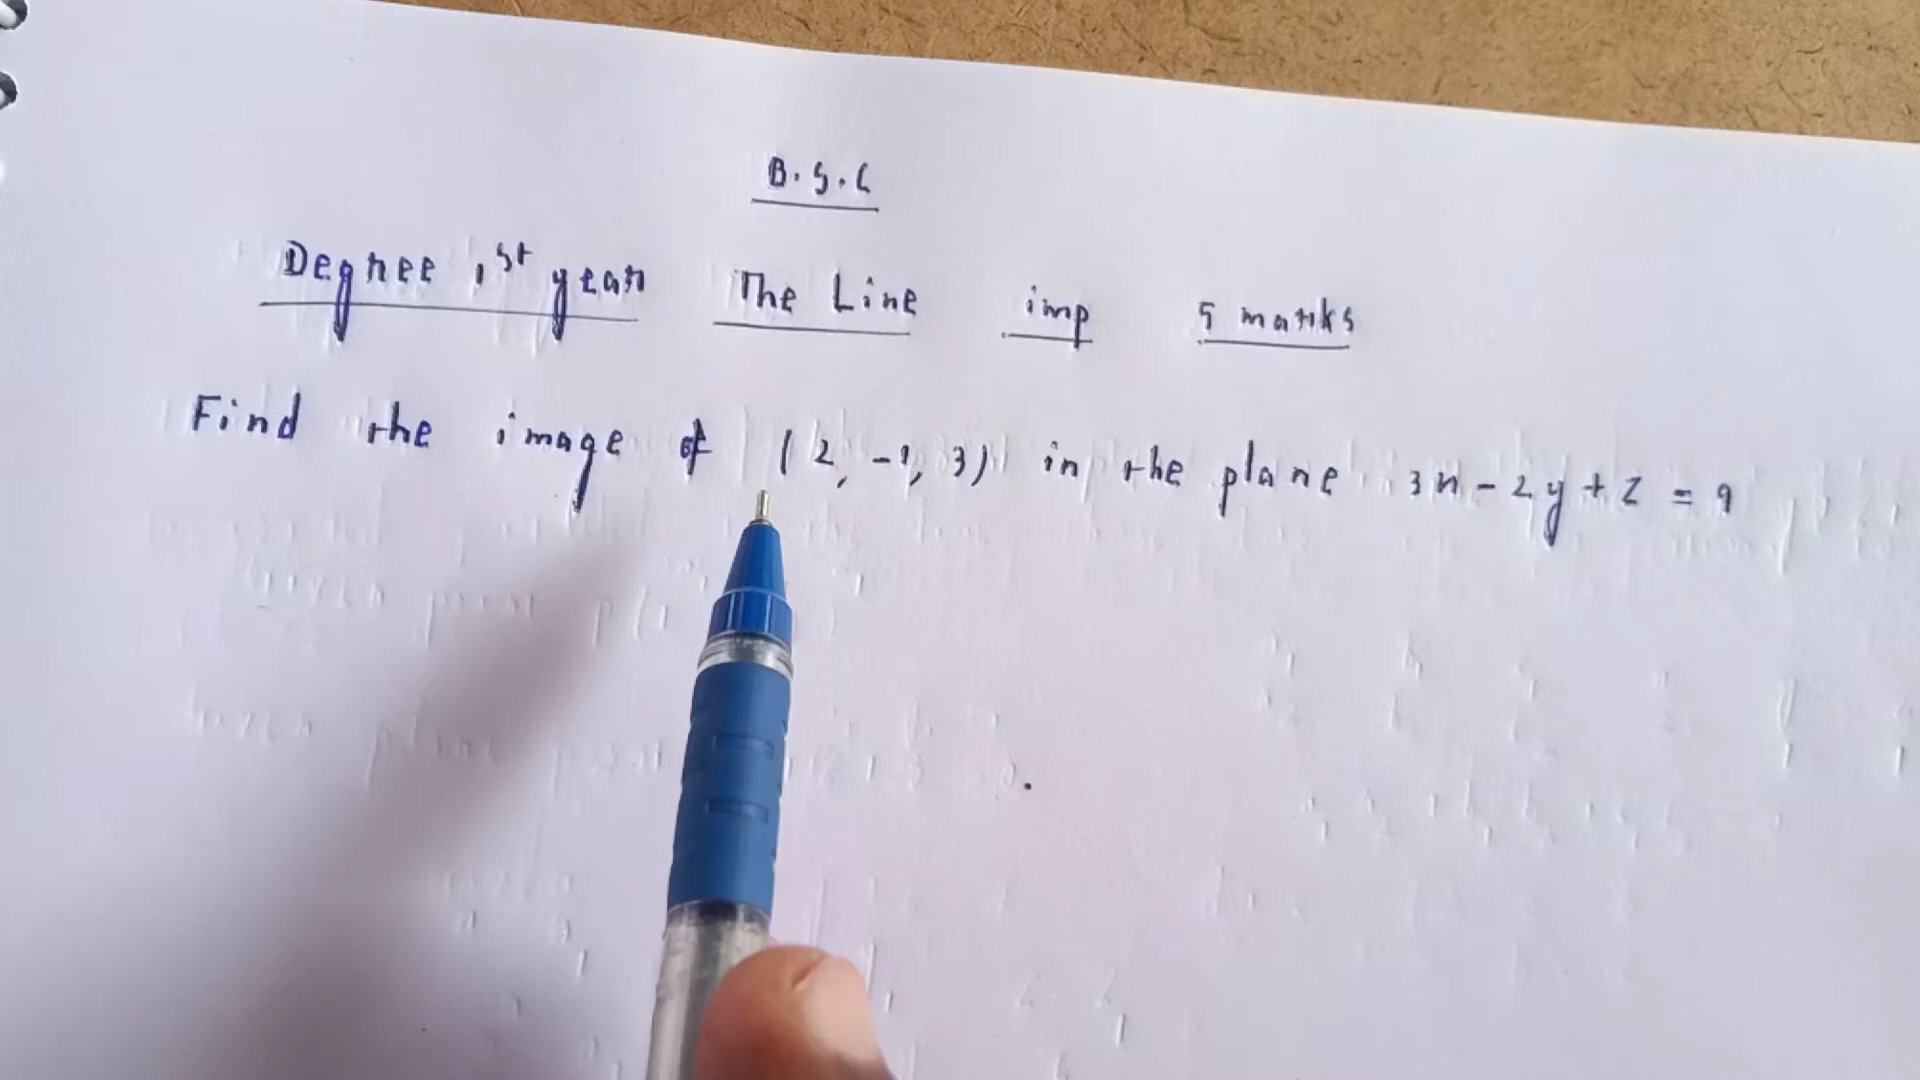 B.S.C
Degree 1st year The Line imp 5 marks
Find the image of (2, -1, 3) in the plane 3x - 2y + z = 9